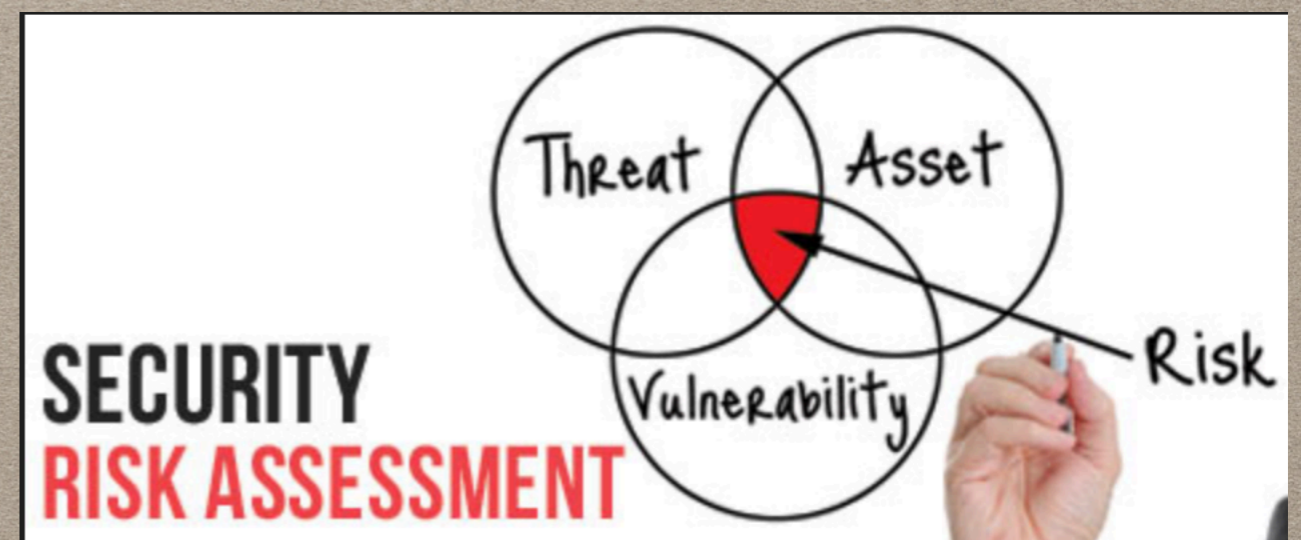 Threat
Asset
Vulnerability
Risk
SECURITY
RISK ASSESSMENT